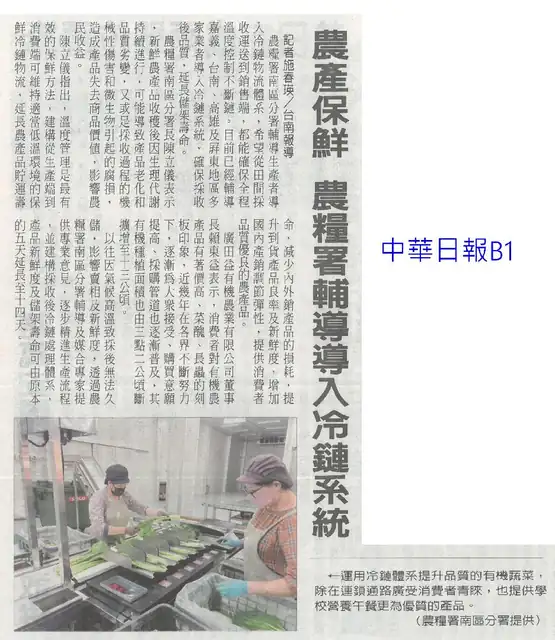 農產保鮮 農糧署輔導導入冷鏈系統
中華日報B1
記者施春瑛／台南報導
農糧署南區分署輔導生產者導
入冷鏈物流體系，希望從田間採
收運送到銷售端，都能確保全程
溫度控制不斷鏈。目前已經輔導
嘉義、台南、高雄及屏東地區多
家業者導入冷鏈系統，確保採收
後品質，延長儲架壽命。
農糧署南區分署長陳立儀表示
，新鮮農產品收穫後因生理代謝
持續進行，可能導致產品老化和
品質劣變，又或是採收過程的機
械性傷害和微生物引起的腐損，
造成產品失去商品價值，影響農
民收益。
陳立儀指出，溫度管理是最有
效的保鮮方法，建構從生產端到
消費端可維持適當低溫環境的保
鮮冷鏈物流，延長農產品貯運壽
命，減少內外銷產品的損耗，提
升到貨產品良率及新鮮度，增加
國內產銷調節彈性，提供消費者
品質優良的農產品。
廣田益有機農業有限公司董事
長賴東益表示，消費者對有機農
產品有著價高、菜醜、長蟲的刻
板印象，近幾年在各界不斷努力
下，逐漸為人眾接受，購買意願
提高、採購管道也逐漸普及，其
有機種植面積也由三點二公頃擴
增至十三公頃。
以往因氣候高溫致採後無法久
儲，影響賣相及新鮮度，透過農
糧署南區分署輔導及媒合專家提
供專業意見，逐步精進生產流程
，並建構採收後冷鏈處理體系，
產品新鮮度及儲架壽命可由原本
的五天延長至十四天。
←運用冷鏈體系提升品質的有機蔬菜，
除在連鎖通路廣受消費者青睞，也提供學
校營養午餐更為優質的產品。
（農糧署南區分署提供）